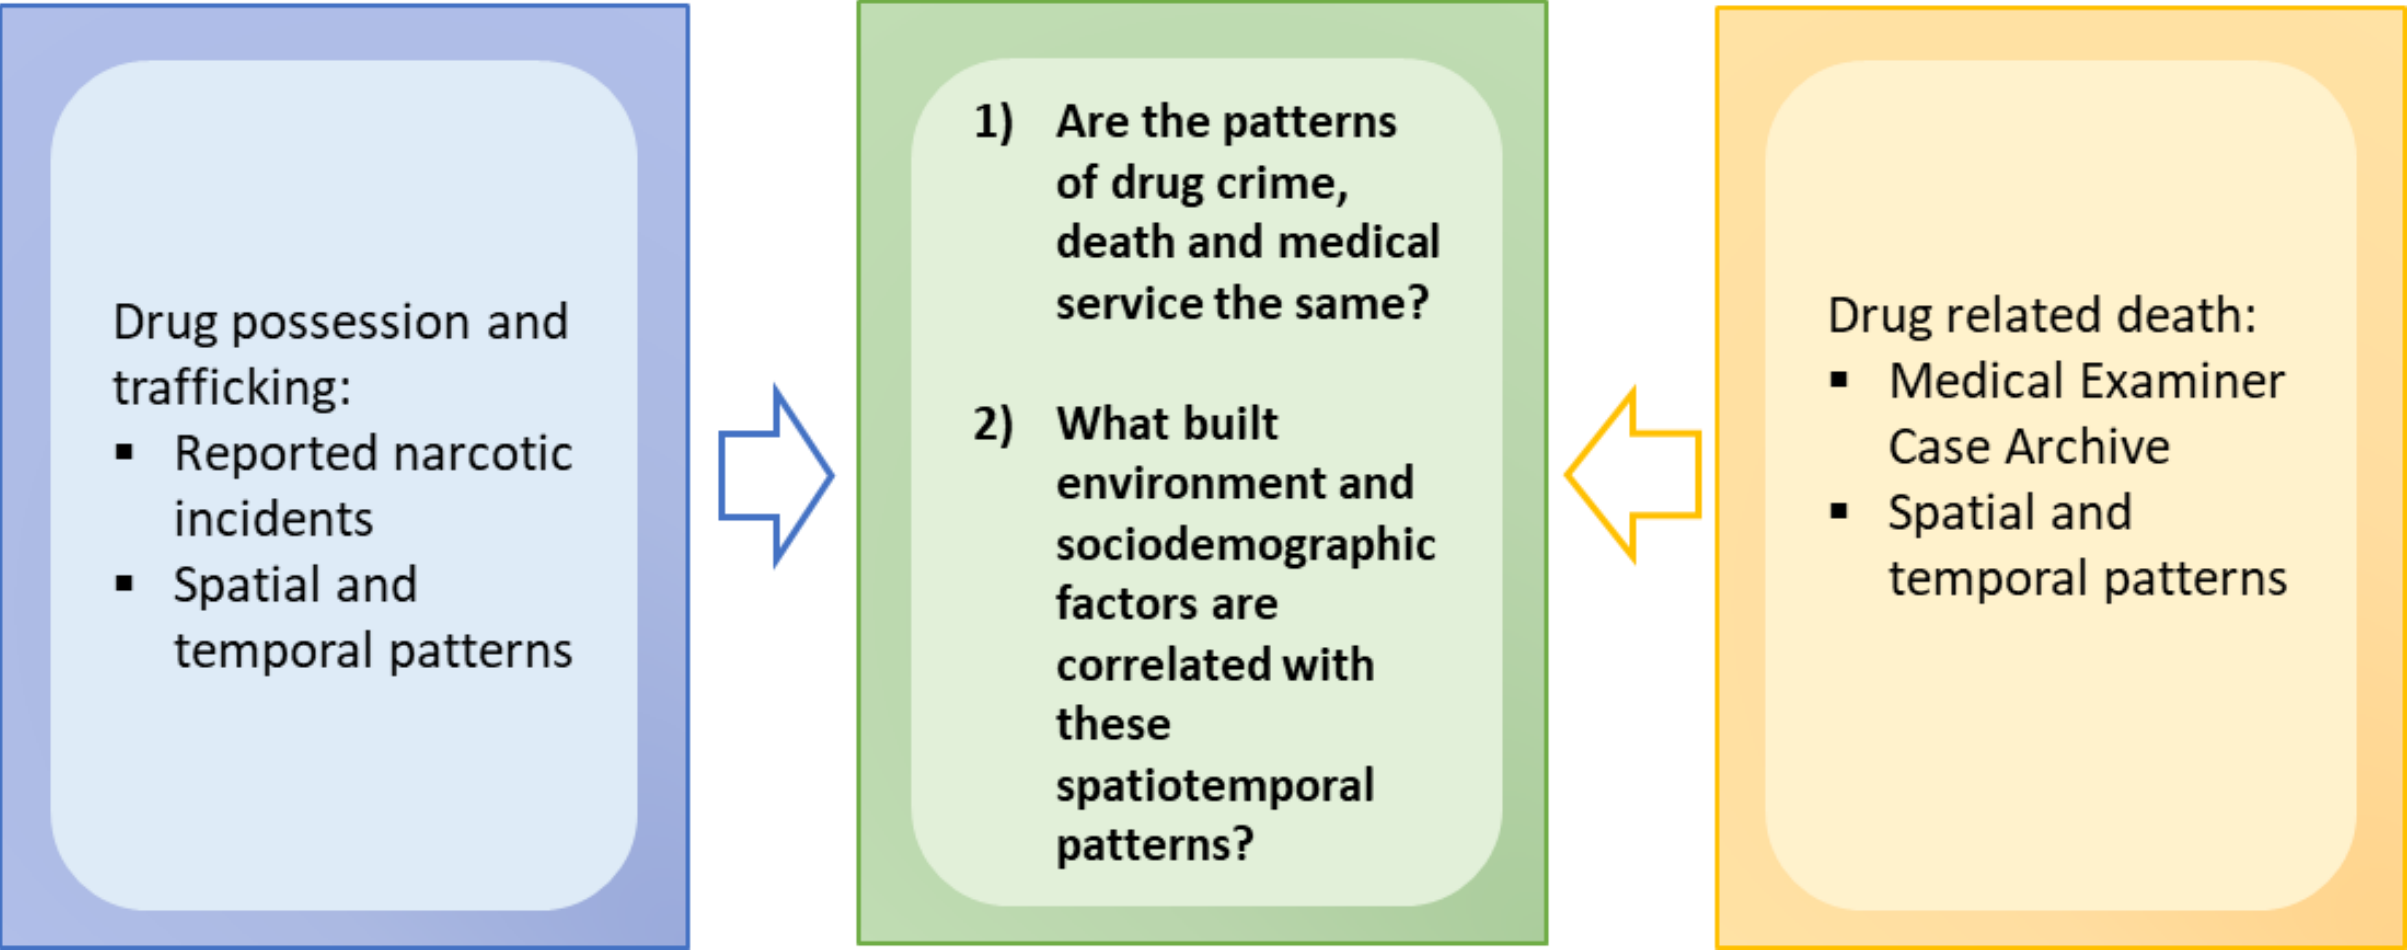 Drug possession and
trafficking:
▪ Reported narcotic
incidents
▪ Spatial and
temporal patterns
1) Are the patterns
of drug crime,
death and medical
service the same?
2) What built
environment and
sociodemographic
factors are
correlated with
these
spatiotemporal
patterns?
Drug related death:
▪ Medical Examiner
Case Archive
▪ Spatial and
temporal patterns